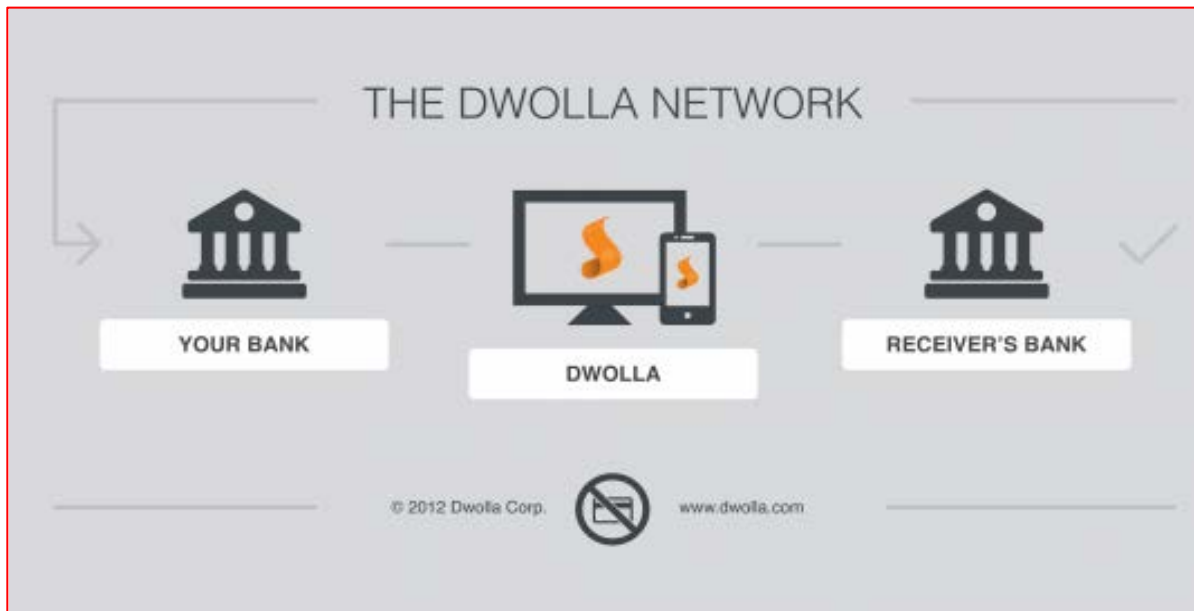 THE DWOLLA NETWORK
YOUR BANK
DWOLLA
RECEIVER'S BANK
© 2012 Dwolla Corp.
www.dwolla.com